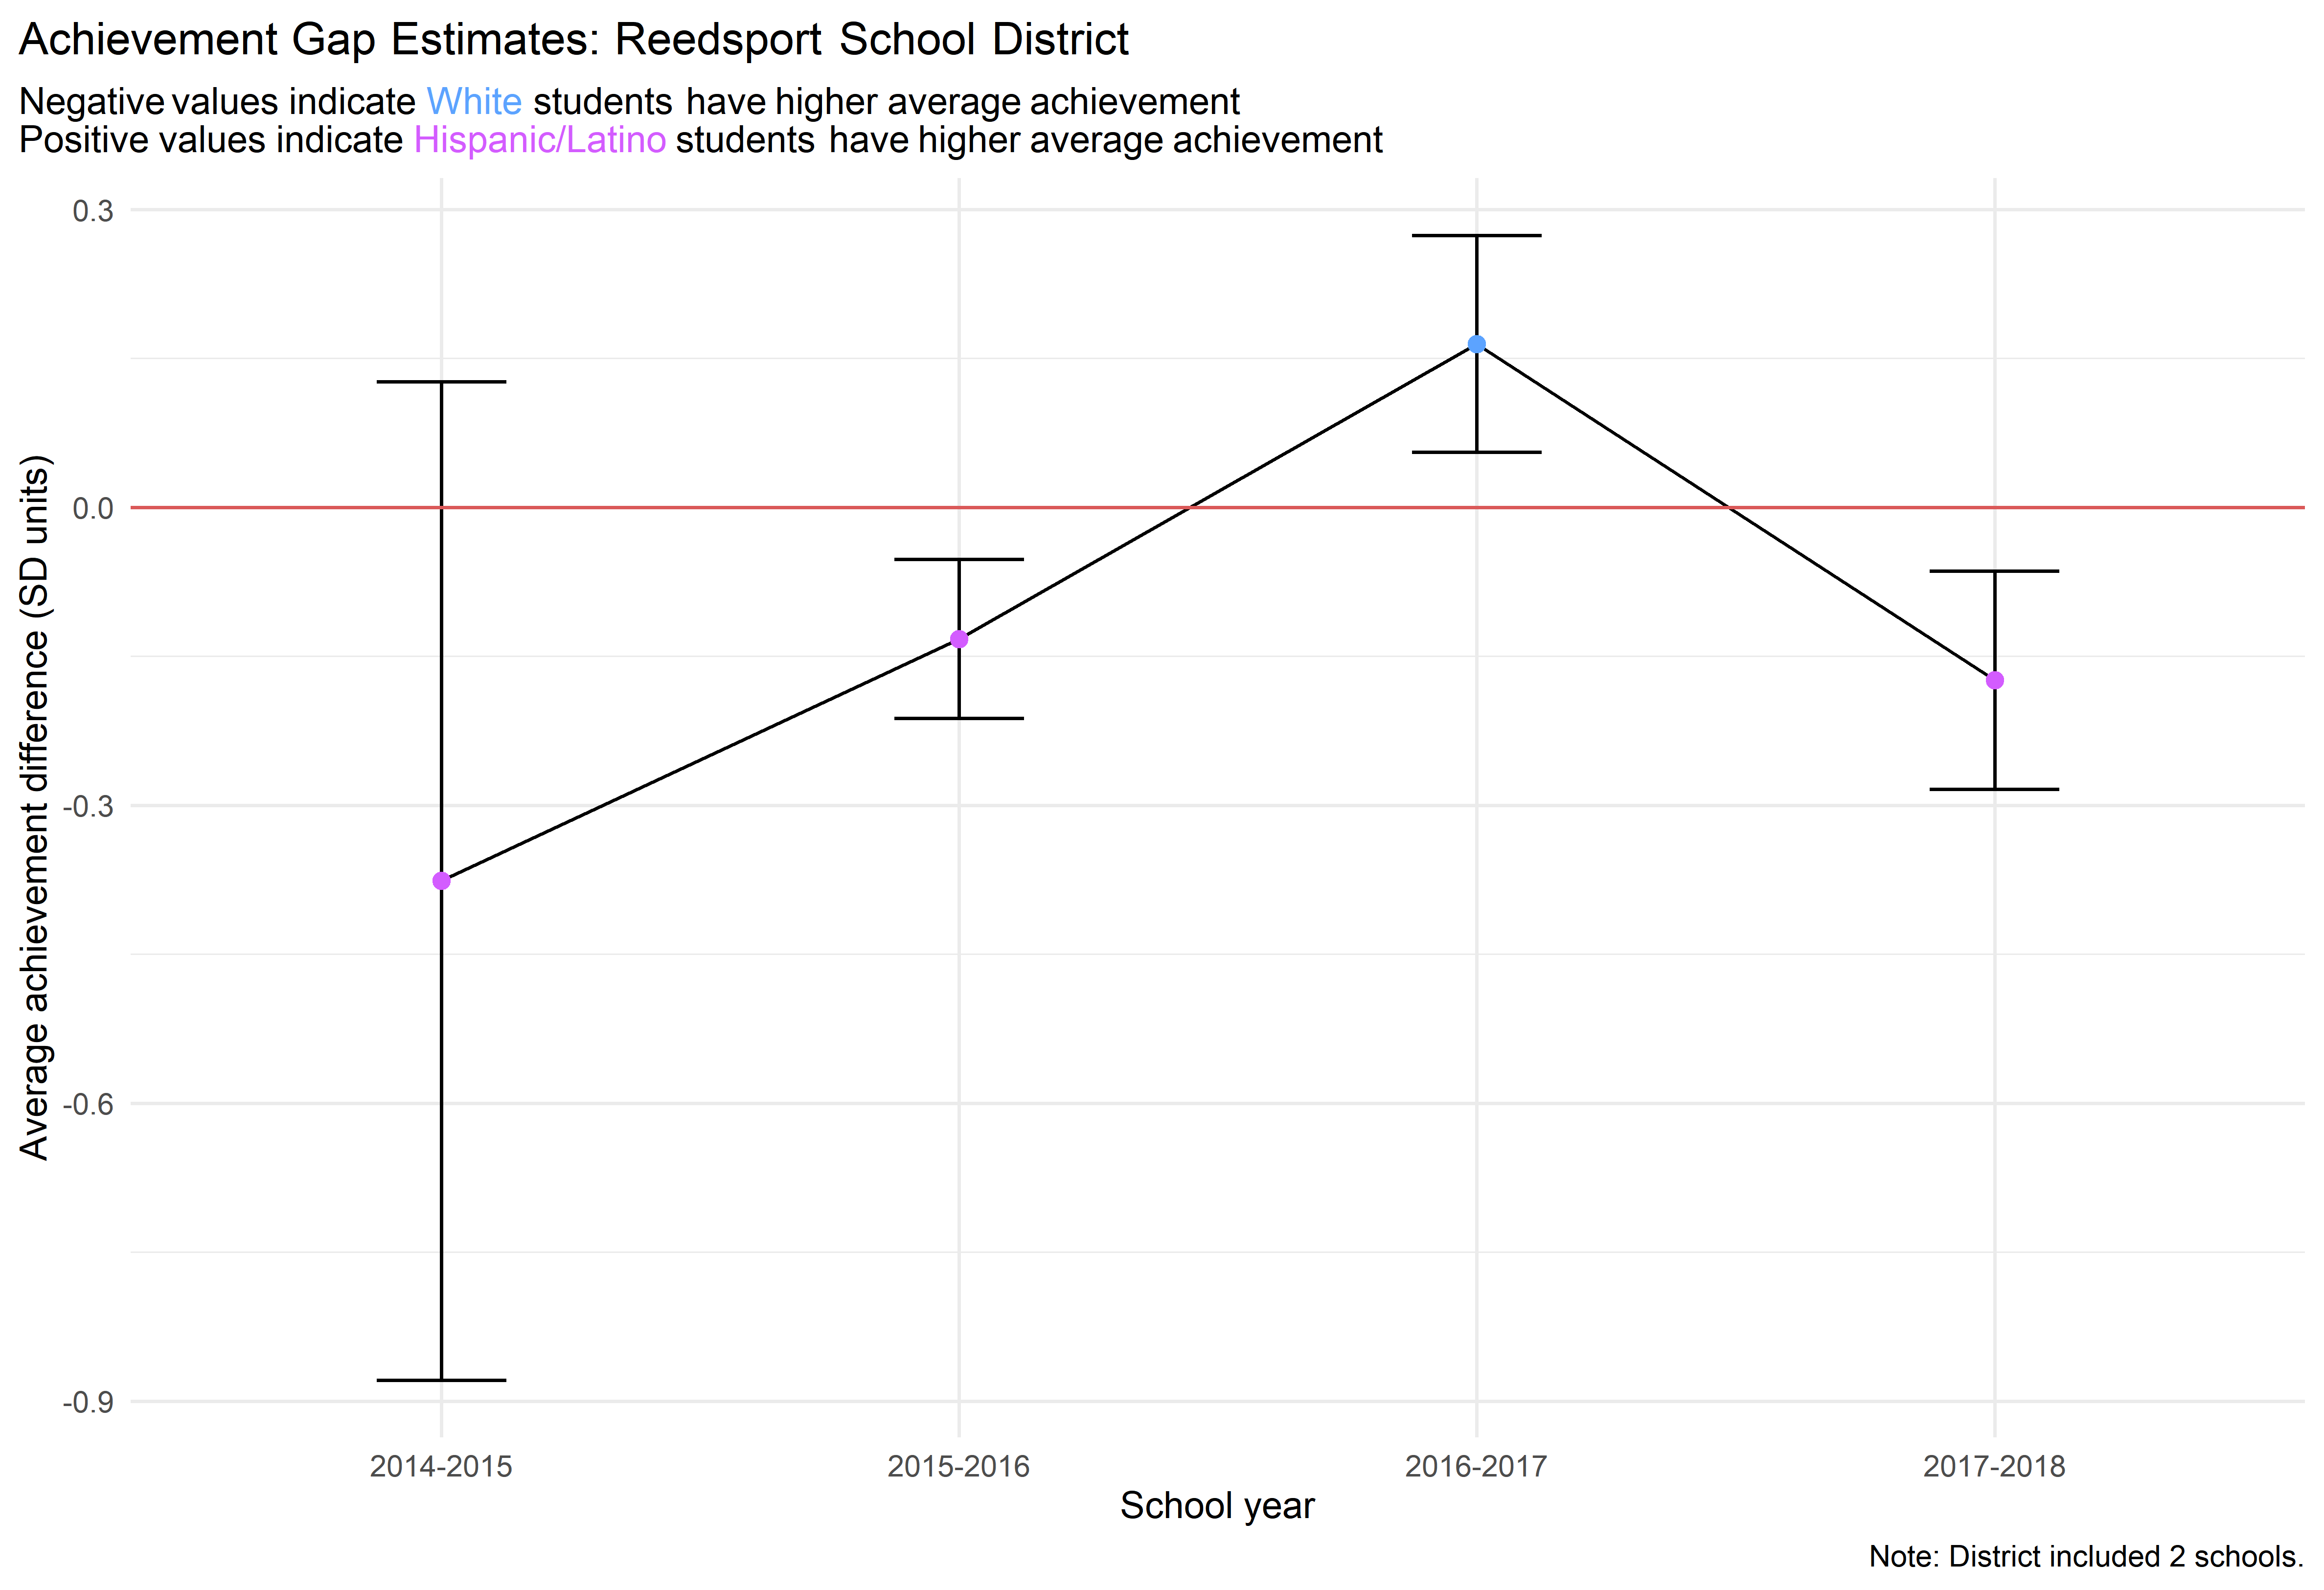 Achievement Gap Estimates: Reedsport School District
Negative values indicate White students have higher average achievement
Positive values indicate Hispanic/Latino students have higher average achievement
Average achievement difference (SD units)
0.3
0.0
-0.3
-0.6
-0.9
2014-2015
2015-2016
2016-2017
2017-2018
School year
Note: District included 2 schools.